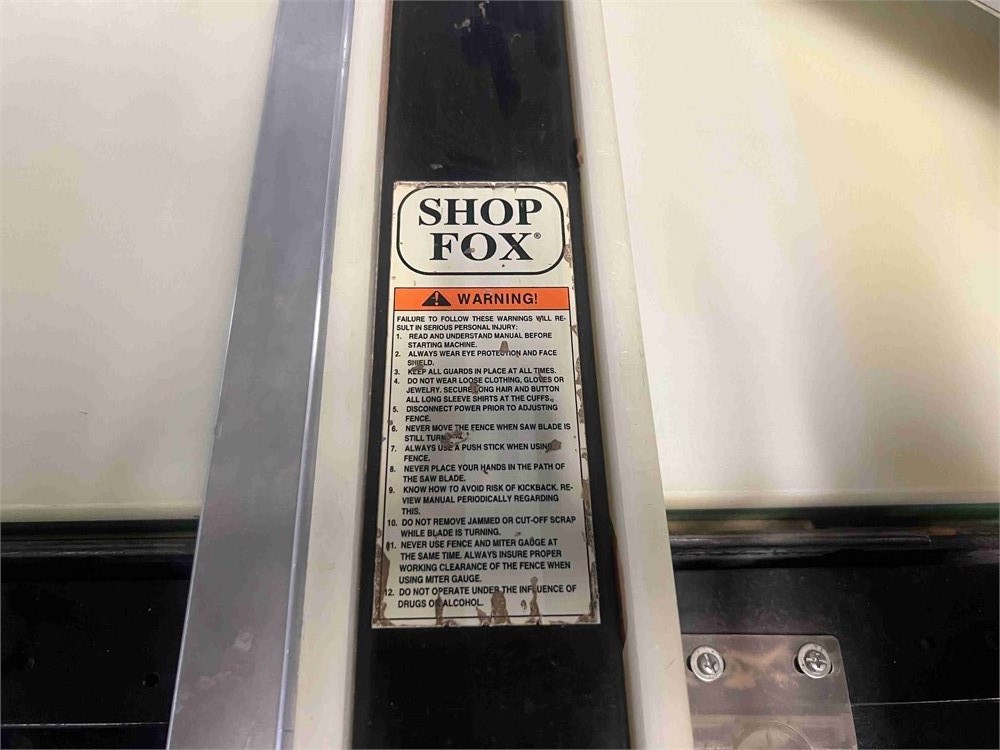 SHOP
FOX®
WARNING!
FAILURE TO FOLLOW THESE WARNINGS WILL RE-
SULT IN SERIOUS PERSONAL INJURY:
1. READ AND UNDERSTAND MANUAL BEFORE
STARTING MACHINE.
2. ALWAYS WEAR EYE PROTECTION AND FACE
SHIELD.
3. KEEP ALL GUARDS IN PLACE AT ALL TIMES.
4. DO NOT WEAR LOOSE CLOTHING, GLOVES OR
JEWELRY. SECURE LONG HAIR AND BUTTON
ALL LONG SLEEVE SHIRTS AT THE CUFFS.
5. DISCONNECT POWER PRIOR TO ADJUSTING
FENCE.
6. NEVER MOVE THE FENCE WHEN SAW BLADE IS
STILL TURNING.
7. ALWAYS USE A PUSH STICK WHEN USING
FENCE.
8. NEVER PLACE YOUR HANDS IN THE PATH OF
THE SAW BLADE.
9. KNOW HOW TO AVOID RISK OF KICKBACK. RE-
VIEW MANUAL PERIODICALLY REGARDING
THIS.
10. DO NOT REMOVE JAMMED OR CUT-OFF SCRAP
WHILE BLADE IS TURNING.
11. NEVER USE FENCE AND MITER GAUGE AT
THE SAME TIME. ALWAYS INSURE PROPER
WORKING CLEARANCE OF THE FENCE WHEN
USING MITER GAUGE.
12. DO NOT OPERATE UNDER THE INFLUENCE OF
DRUGS OR ALCOHOL.